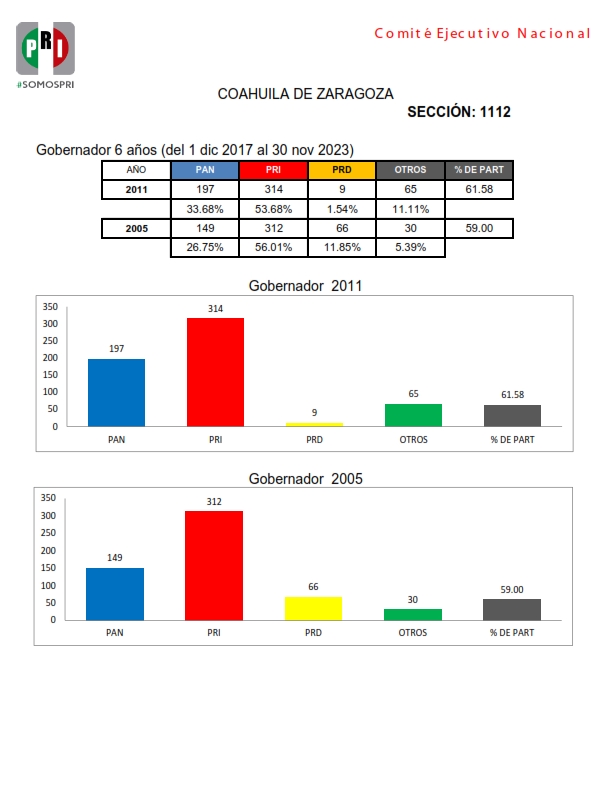 PRI
#SOMOSPRI
Comité Ejecutivo Nacional
COAHUILA DE ZARAGOZA
SECCIÓN: 1112
Gobernador 6 años (del 1 dic 2017 al 30 nov 2023)
AÑO PAN PRI PRD OTROS % DE PART
2011 197 314 9 65 61.58
33.68% 53.68% 1.54% 11.11%
2005 149 312 66 30 59.00
26.75% 56.01% 11.85% 5.39%
Gobernador 2011
350
300
250
200
150
100
50
0
197
314
9
65
61.58
PAN PRI PRD OTROS % DE PART
Gobernador 2005
350
300
250
200
150
100
50
0
149
312
66
30
59.00
PAN PRI PRD OTROS % DE PART